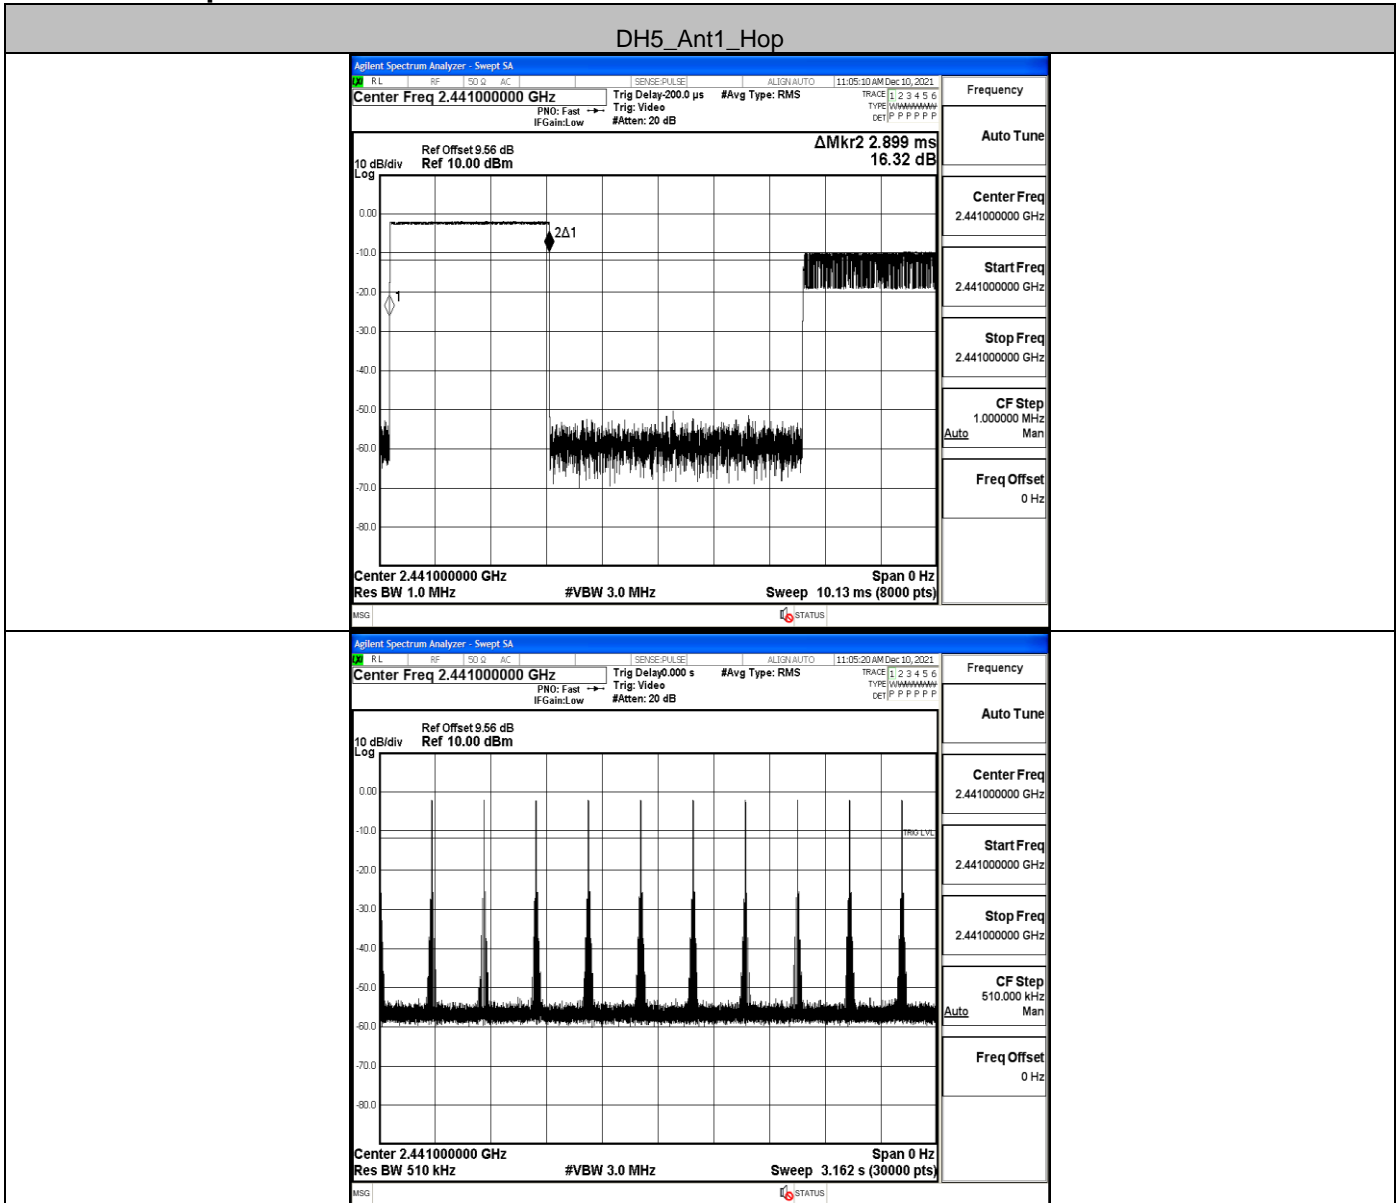 DH5_Ant1_Hop
Agilent Spectrum Analyzer - Swept SA
RL RF 50 Ω AC SENSE:PULSE ALIGNAUTO 11:05:10 AM Dec 10, 2021
Center Freq 2.441000000 GHz Trig Delay-200.0 µs #Avg Type: RMS TRACE 1 2 3 4 5 6
PNO: Fast Trig: Video TYPE
IFGain:Low #Atten: 20 dB DET P P P P P P
ΔMkr2 2.899 ms
Ref Offset 9.56 dB
10 dB/div Ref 10.00 dBm 16.32 dB
Log
0.00
2Δ1
-10.0
-20.0
1
-30.0
-40.0
-50.0
-60.0
-70.0
-80.0
Center 2.441000000 GHz Span 0 Hz
Res BW 1.0 MHz #VBW 3.0 MHz Sweep 10.13 ms (8000 pts)
MSG STATUS
Frequency
Auto Tune
Center Freq
2.441000000 GHz
Start Freq
2.441000000 GHz
Stop Freq
2.441000000 GHz
CF Step
1.000000 MHz
Auto Man
Freq Offset
0 Hz
Agilent Spectrum Analyzer - Swept SA
RL RF 50 Ω AC SENSE:PULSE ALIGNAUTO 11:05:20 AM Dec 10, 2021
Center Freq 2.441000000 GHz Trig Delay0.000 s #Avg Type: RMS TRACE 1 2 3 4 5 6
PNO: Fast Trig: Video TYPE
IFGain:Low #Atten: 20 dB DET P P P P P P
Ref Offset 9.56 dB
10 dB/div Ref 10.00 dBm
Log
0.00
-10.0
TRIG LVL
-20.0
-30.0
-40.0
-50.0
-60.0
-70.0
-80.0
Center 2.441000000 GHz Span 0 Hz
Res BW 510 kHz #VBW 3.0 MHz Sweep 3.162 s (30000 pts)
MSG STATUS
Frequency
Auto Tune
Center Freq
2.441000000 GHz
Start Freq
2.441000000 GHz
Stop Freq
2.441000000 GHz
CF Step
510.000 kHz
Auto Man
Freq Offset
0 Hz